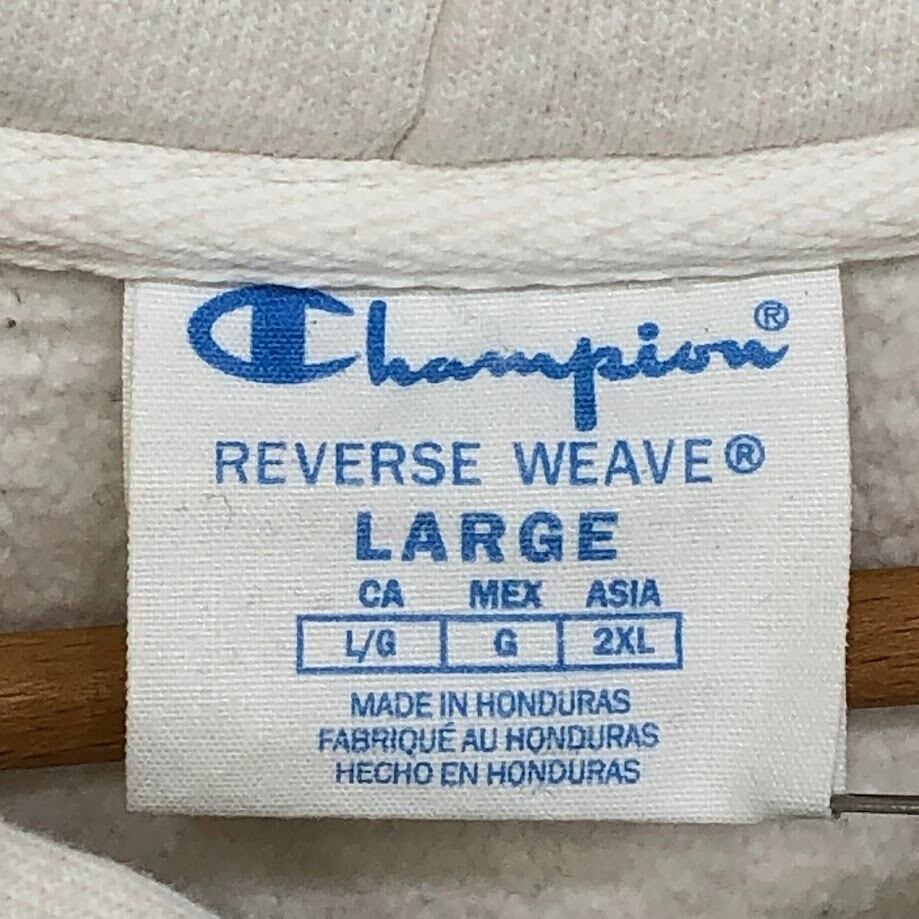 Champion®
REVERSE WEAVE®
LARGE
CA MEX ASIA
L/G G 2XL
MADE IN HONDURAS
FABRIQUÉ AU HONDURAS
HECHO EN HONDURAS